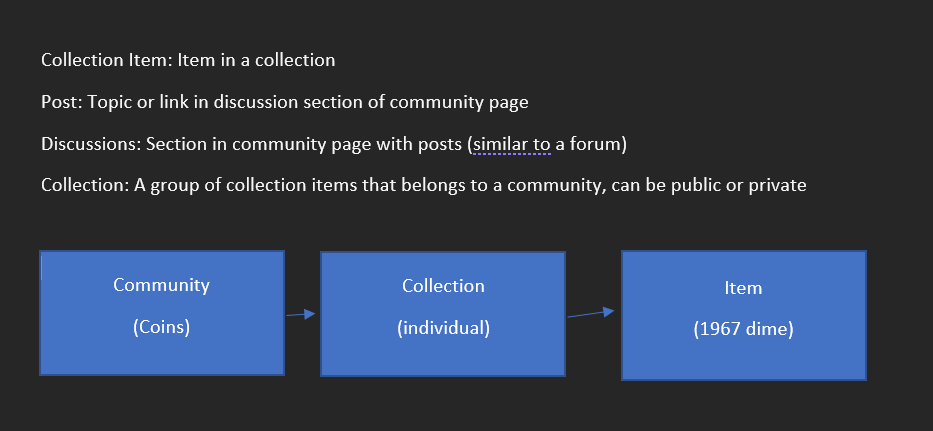 Collection Item: Item in a collection
Post: Topic or link in discussion section of community page
Discussions: Section in community page with posts (similar to a forum)
Collection: A group of collection items that belongs to a community, can be public or private
Community
(Coins)
Collection
(individual)
Item
(1967 dime)